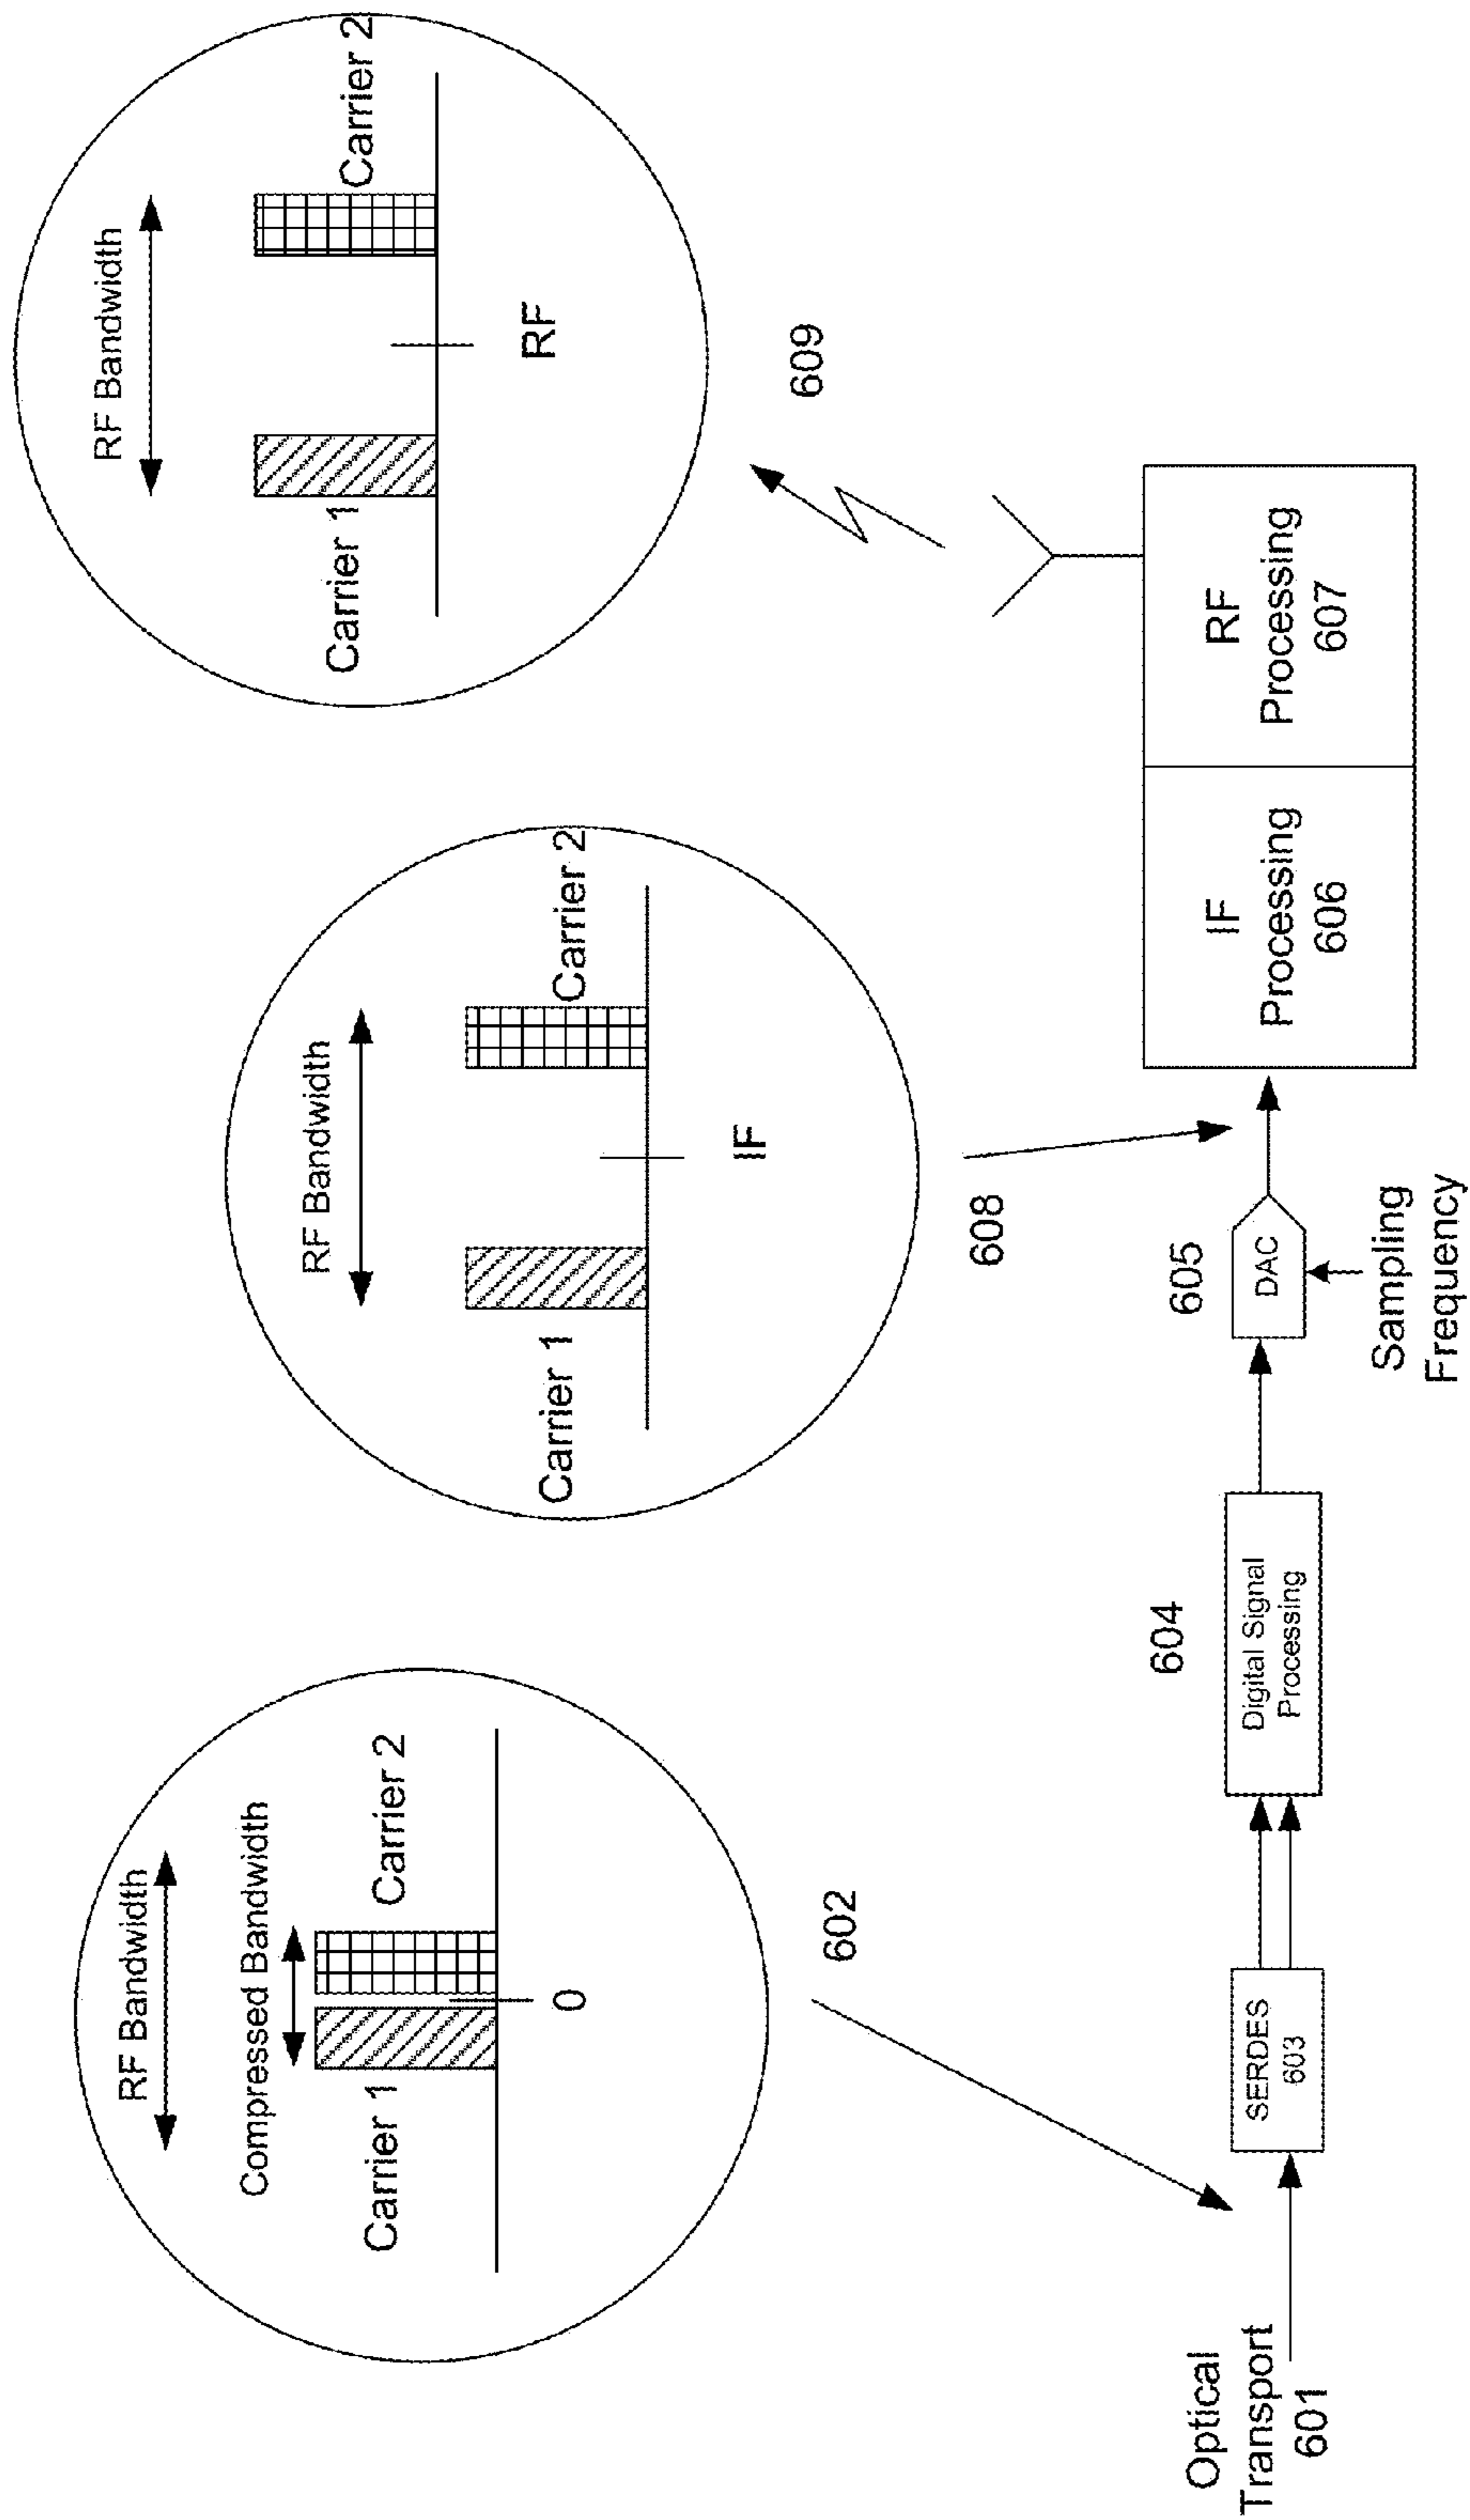 RF Bandwidth
Compressed Bandwidth
Carrier 1
Carrier 2
0
602
RF Bandwidth
Carrier 1
Carrier 2
IF
608
RF Bandwidth
Carrier 1
Carrier 2
RF
609
Optical
Transport
601
SERDES
603
604
Digital Signal
Processing
605
DAC
Sampling
Frequency
IF
Processing
606
RF
Processing
607